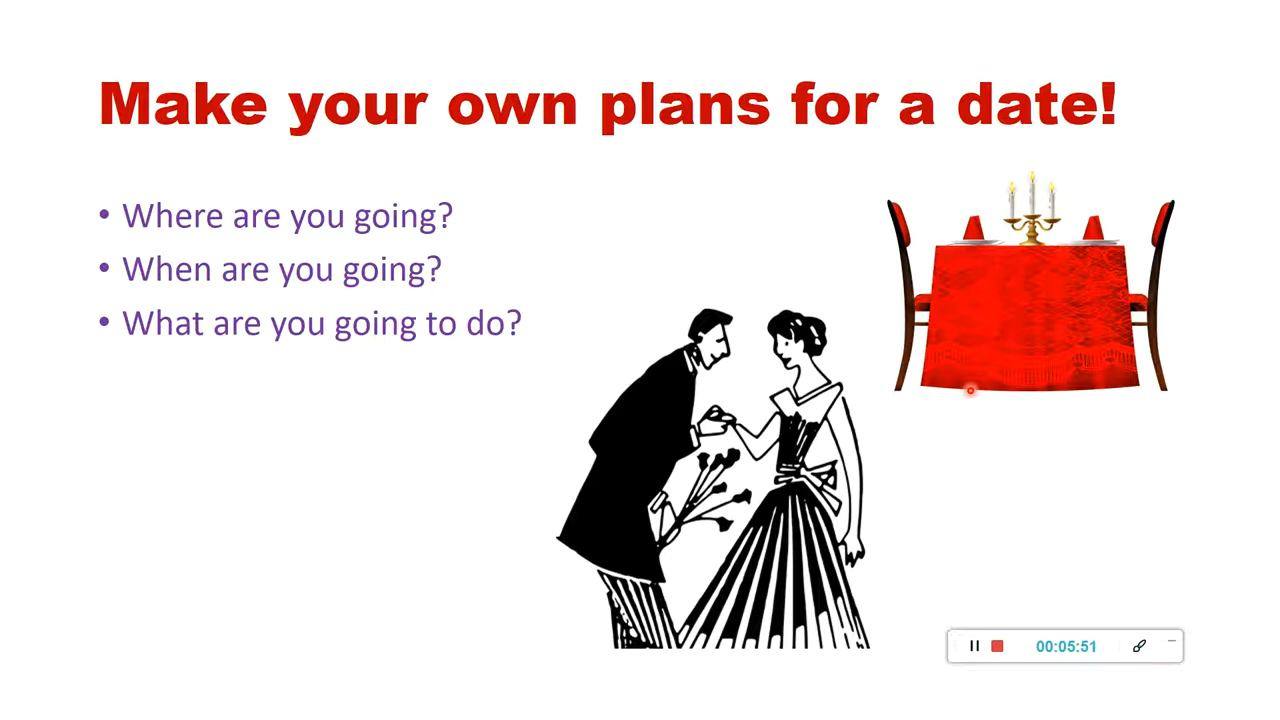 Make your own plans for a date!
• Where are you going?
• When are you going?
• What are you going to do?
00:05:51